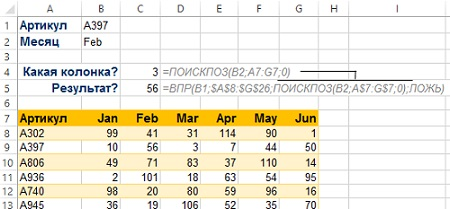 A B C D E F G H I
1 Артикул A397
2 Месяц Feb
3
4 Какая колонка? 3 =ПОИСКПОЗ(B2;A7:G7;0)
5 Результат? 56 =ВПР(B1;$A$8:$G$26;ПОИСКПОЗ(B2;A$7:G$7;0);ЛОЖЬ)
6
7 Артикул Jan Feb Mar Apr May Jun
8 A302 99 41 31 114 90 1
9 A397 10 56 3 7 44 50
10 A806 49 71 83 37 110 14
11 A936 2 101 18 63 54 95
12 A740 98 20 80 59 96 16
13 A945 36 19 106 52 35 70